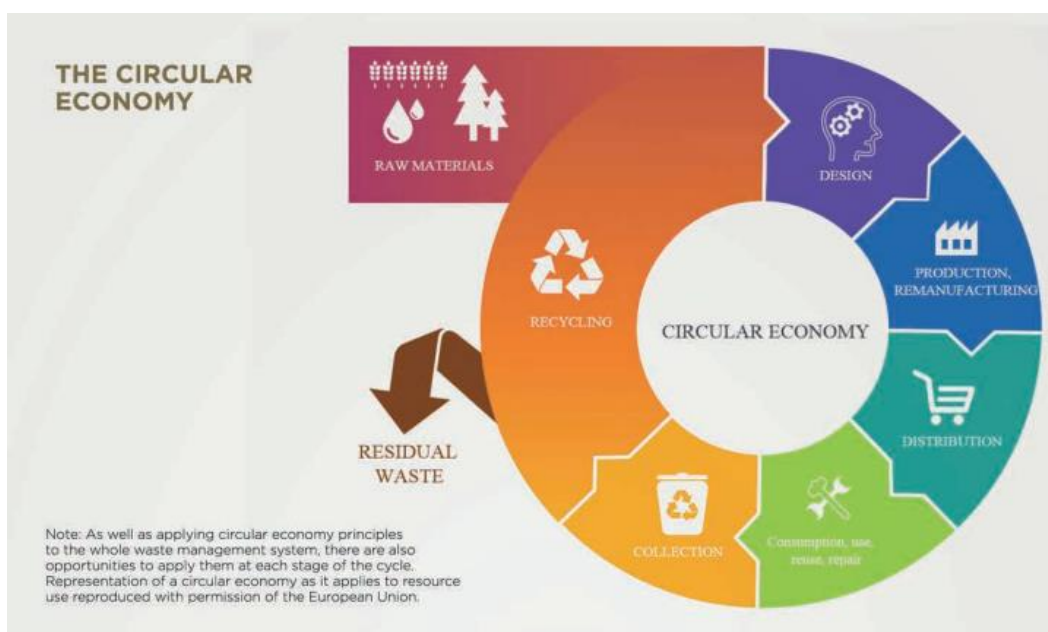 THE CIRCULAR
ECONOMY
RAW MATERIALS
DESIGN
PRODUCTION,
REMANUFACTURING
RECYCLING
CIRCULAR ECONOMY
DISTRIBUTION
RESIDUAL
WASTE
COLLECTION
Consumption, use,
reuse, repair
Note: As well as applying circular economy principles
to the whole waste management system, there are also
opportunities to apply them at each stage of the cycle.
Representation of a circular economy as it applies to resource
use reproduced with permission of the European Union.